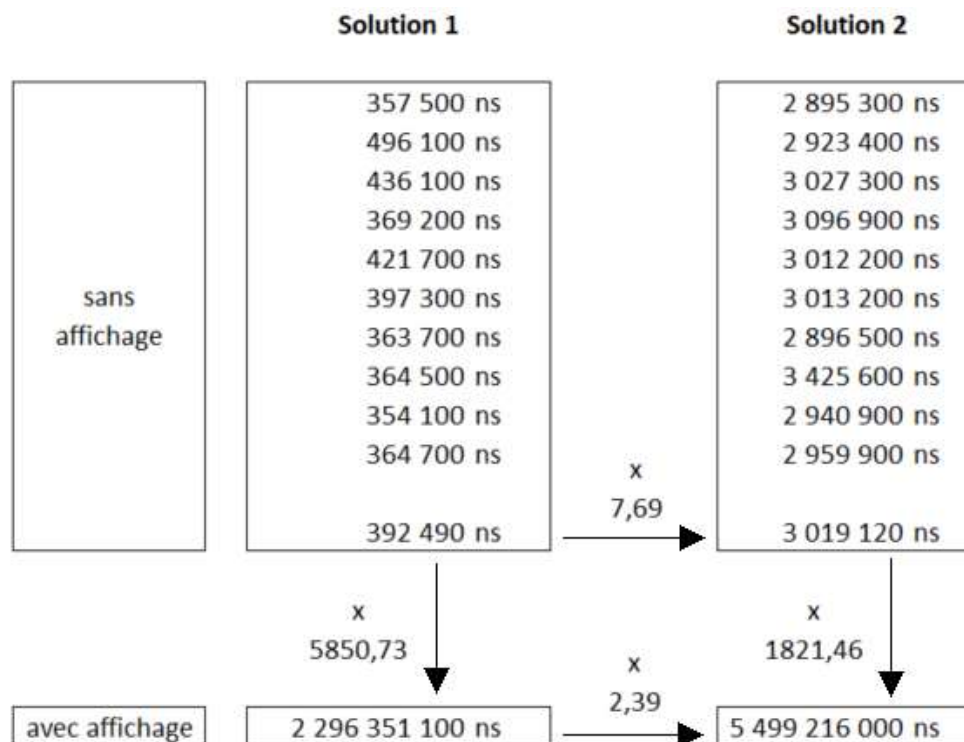 Solution 1 Solution 2
357 500 ns 2 895 300 ns
496 100 ns 2 923 400 ns
436 100 ns 3 027 300 ns
369 200 ns 3 096 900 ns
421 700 ns 3 012 200 ns
sans 397 300 ns 3 013 200 ns
affichage 363 700 ns 2 896 500 ns
364 500 ns 3 425 600 ns
354 100 ns 2 940 900 ns
364 700 ns 2 959 900 ns
x
7,69
392 490 ns 3 019 120 ns
x x
5850,73 1821,46
x
2,39
avec affichage 2 296 351 100 ns 5 499 216 000 ns